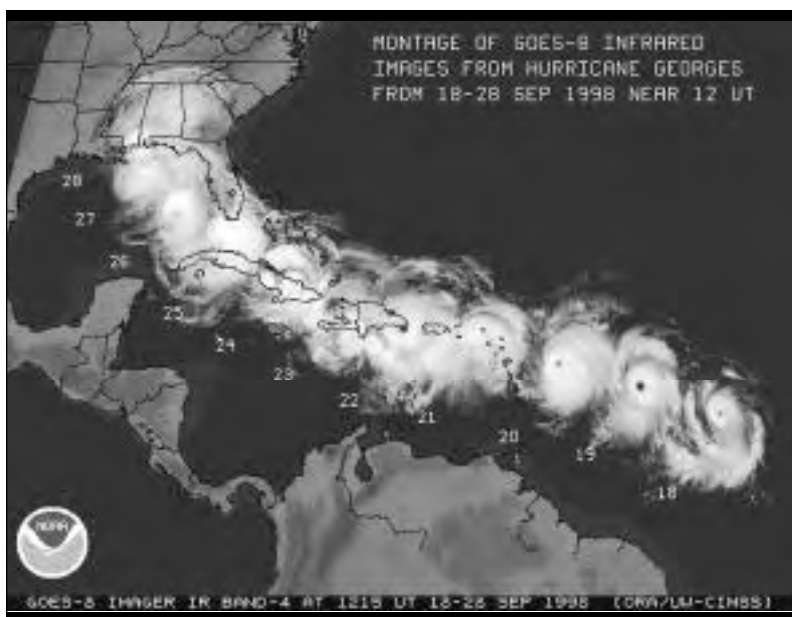 MONTAGE OF GOES-8 INFRARED
IMAGES FROM HURRICANE GEORGES
FROM 18-28 SEP 1998 NEAR 12 UT
28
27
26
25
24
23
22
21
20
19
18
NOAA
GOES-8 IMAGER IR BAND-4 AT 1215 UT 18-28 SEP 1998 (ORA/UW-CIMSS)